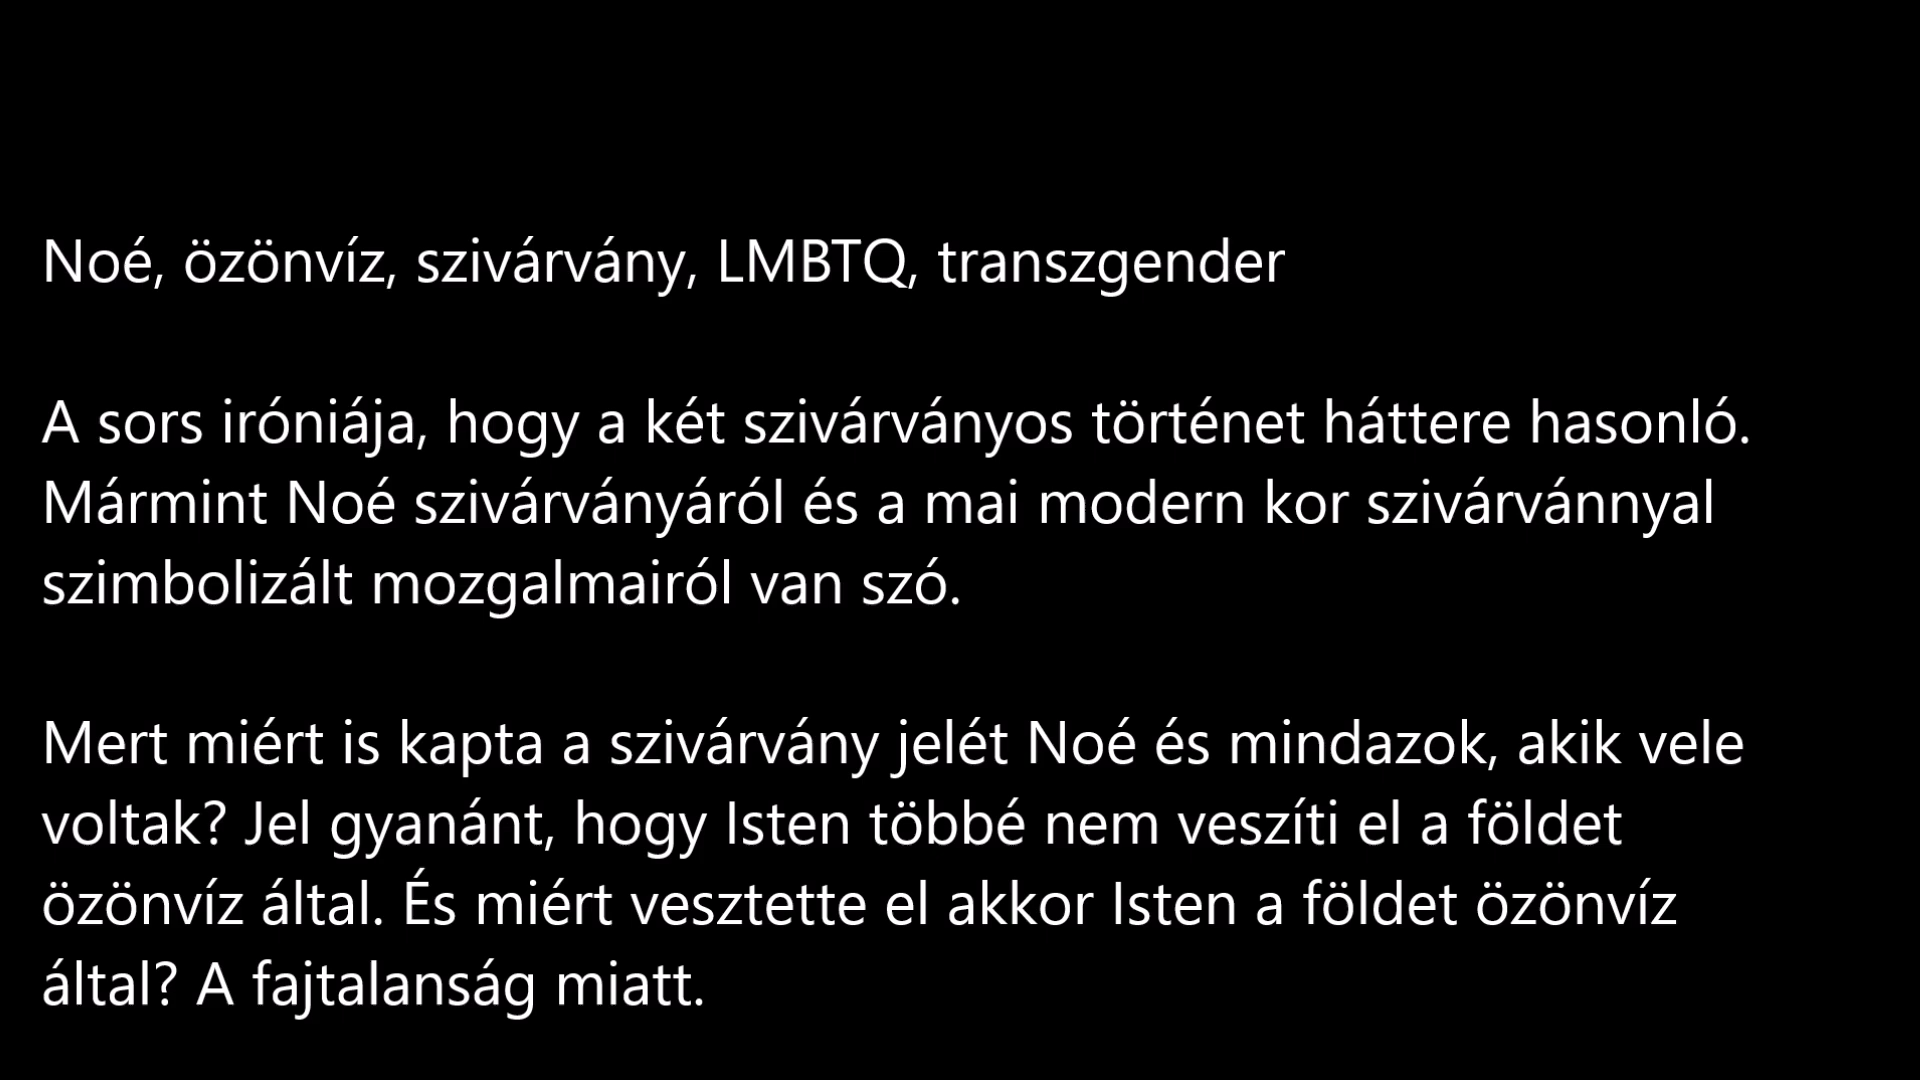 Noé, özönvíz, szivárvány, LMBTQ, transzgender
A sors iróniája, hogy a két szivárványos történet háttere hasonló.
Mármint Noé szivárványáról és a mai modern kor szivárvánnyal
szimbolizált mozgalmairól van szó.
Mert miért is kapta a szivárvány jelét Noé és mindazok, akik vele
voltak? Jel gyanánt, hogy Isten többé nem veszíti el a földet
özönvíz által. És miért vesztette el akkor Isten a földet özönvíz
által? A fajtalanság miatt.